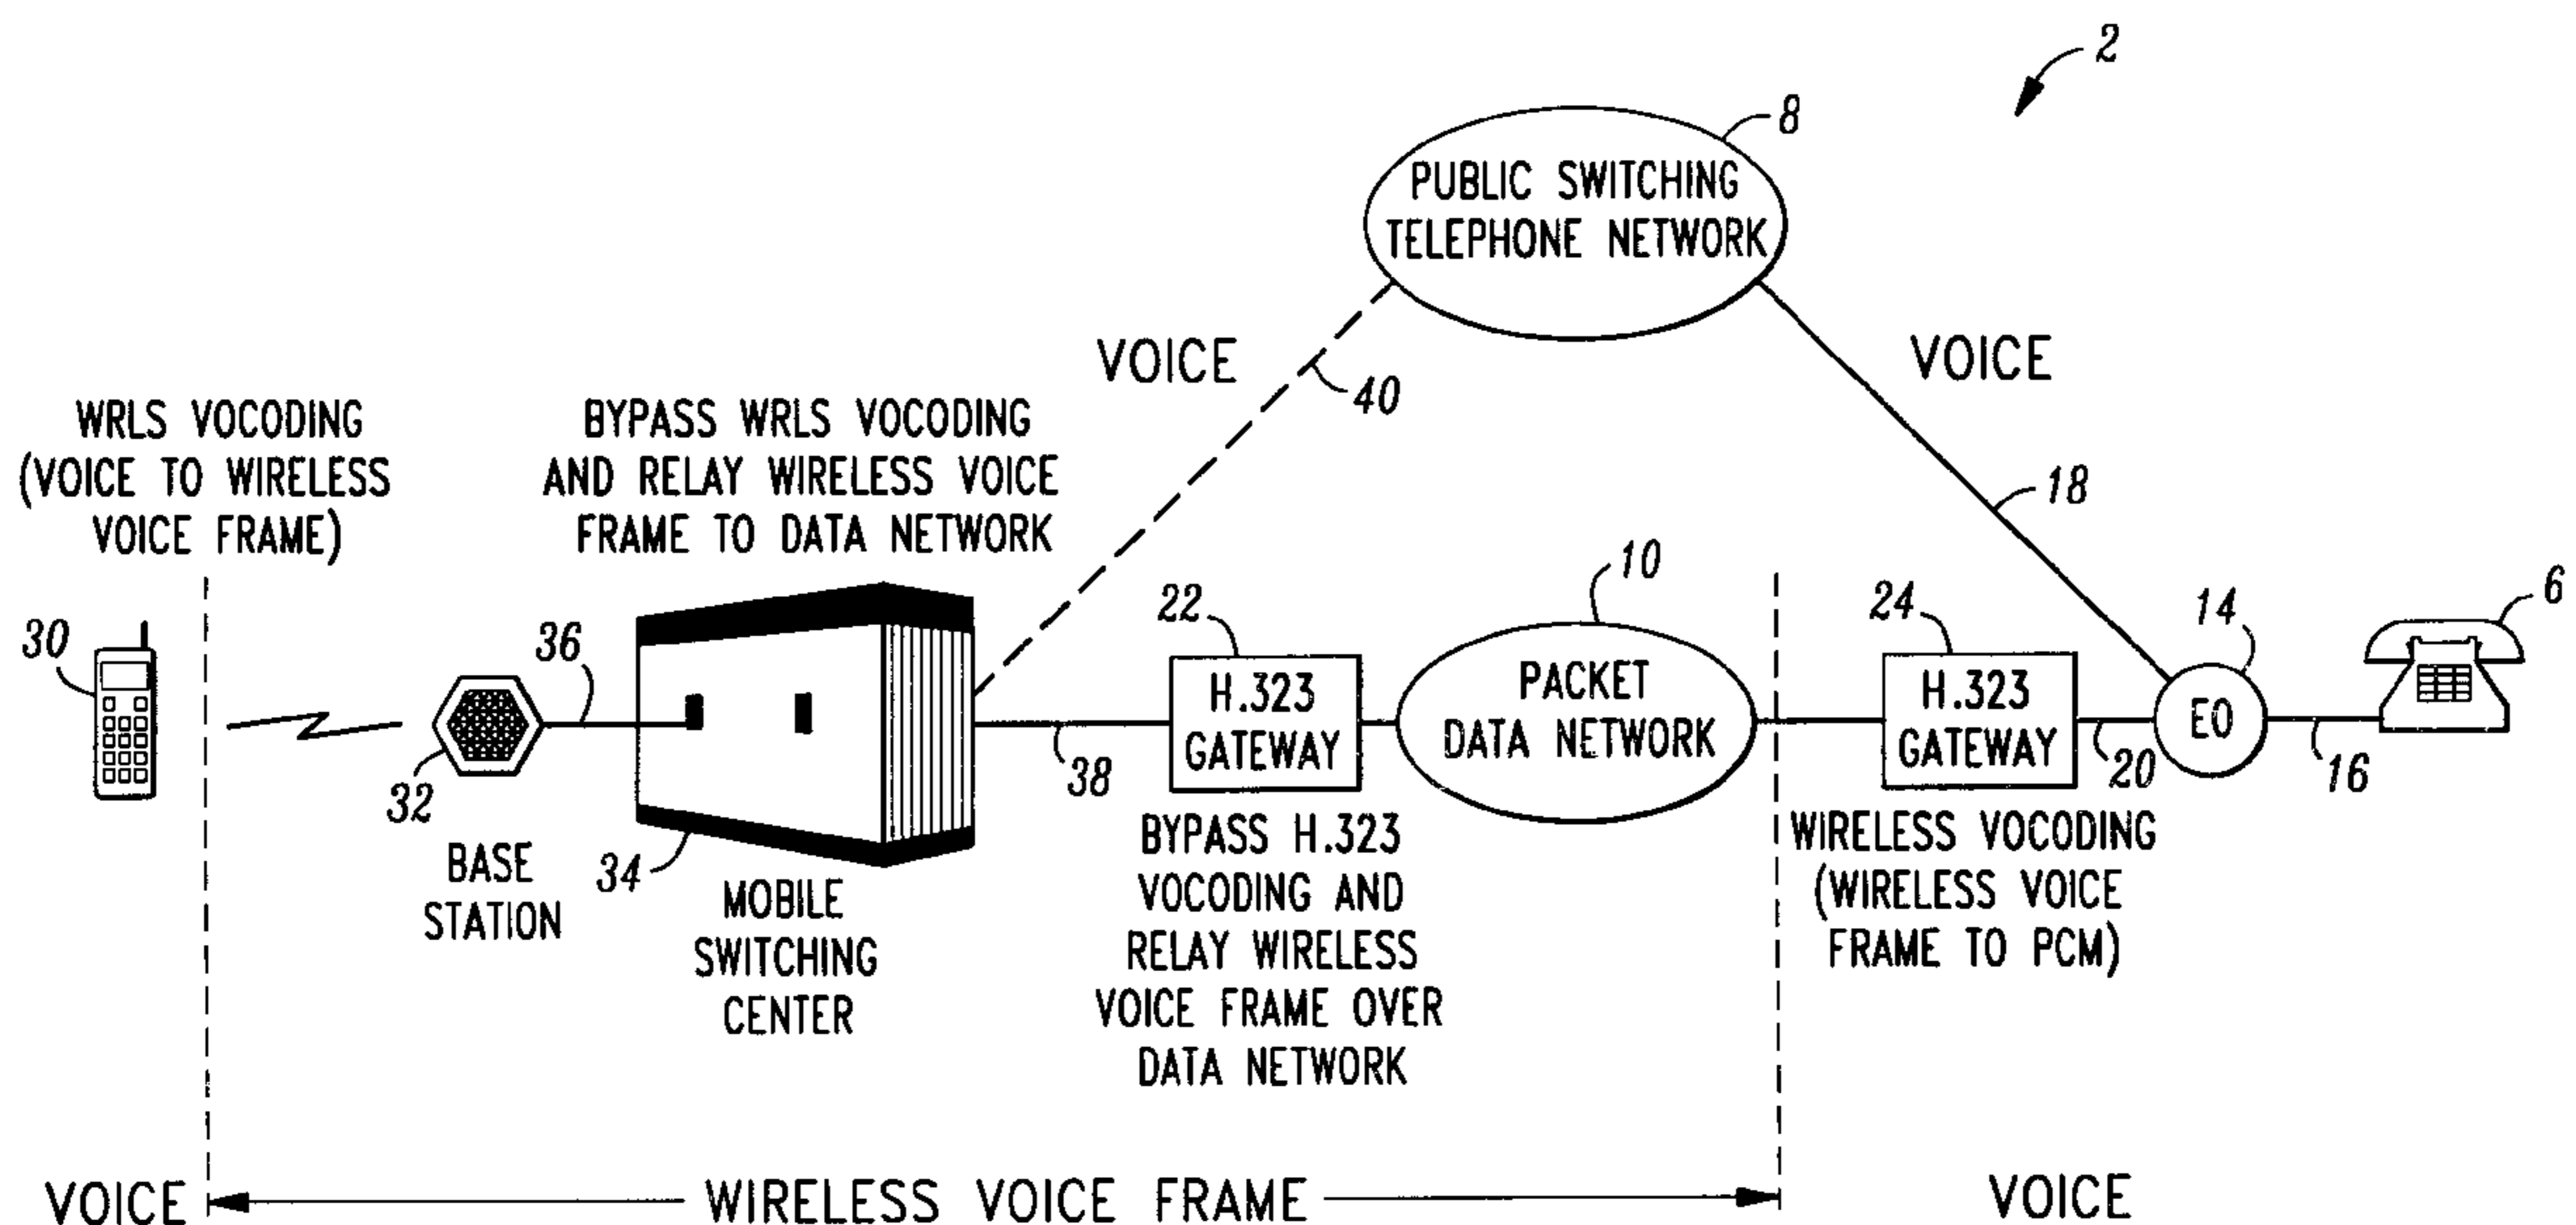 2
8
PUBLIC SWITCHING
TELEPHONE NETWORK
VOICE
VOICE
40
18
WRLS VOCODING
(VOICE TO WIRELESS
VOICE FRAME)
BYPASS WRLS VOCODING
AND RELAY WIRELESS VOICE
FRAME TO DATA NETWORK
30
36
32
BASE
STATION
34
MOBILE
SWITCHING
CENTER
38
22
H.323
GATEWAY
BYPASS H.323
VOCODING AND
RELAY WIRELESS
VOICE FRAME OVER
DATA NETWORK
10
PACKET
DATA NETWORK
24
H.323
GATEWAY
WIRELESS VOCODING
(WIRELESS VOICE
FRAME TO PCM)
20
14
EO
16
6
VOICE
WIRELESS VOICE FRAME
VOICE